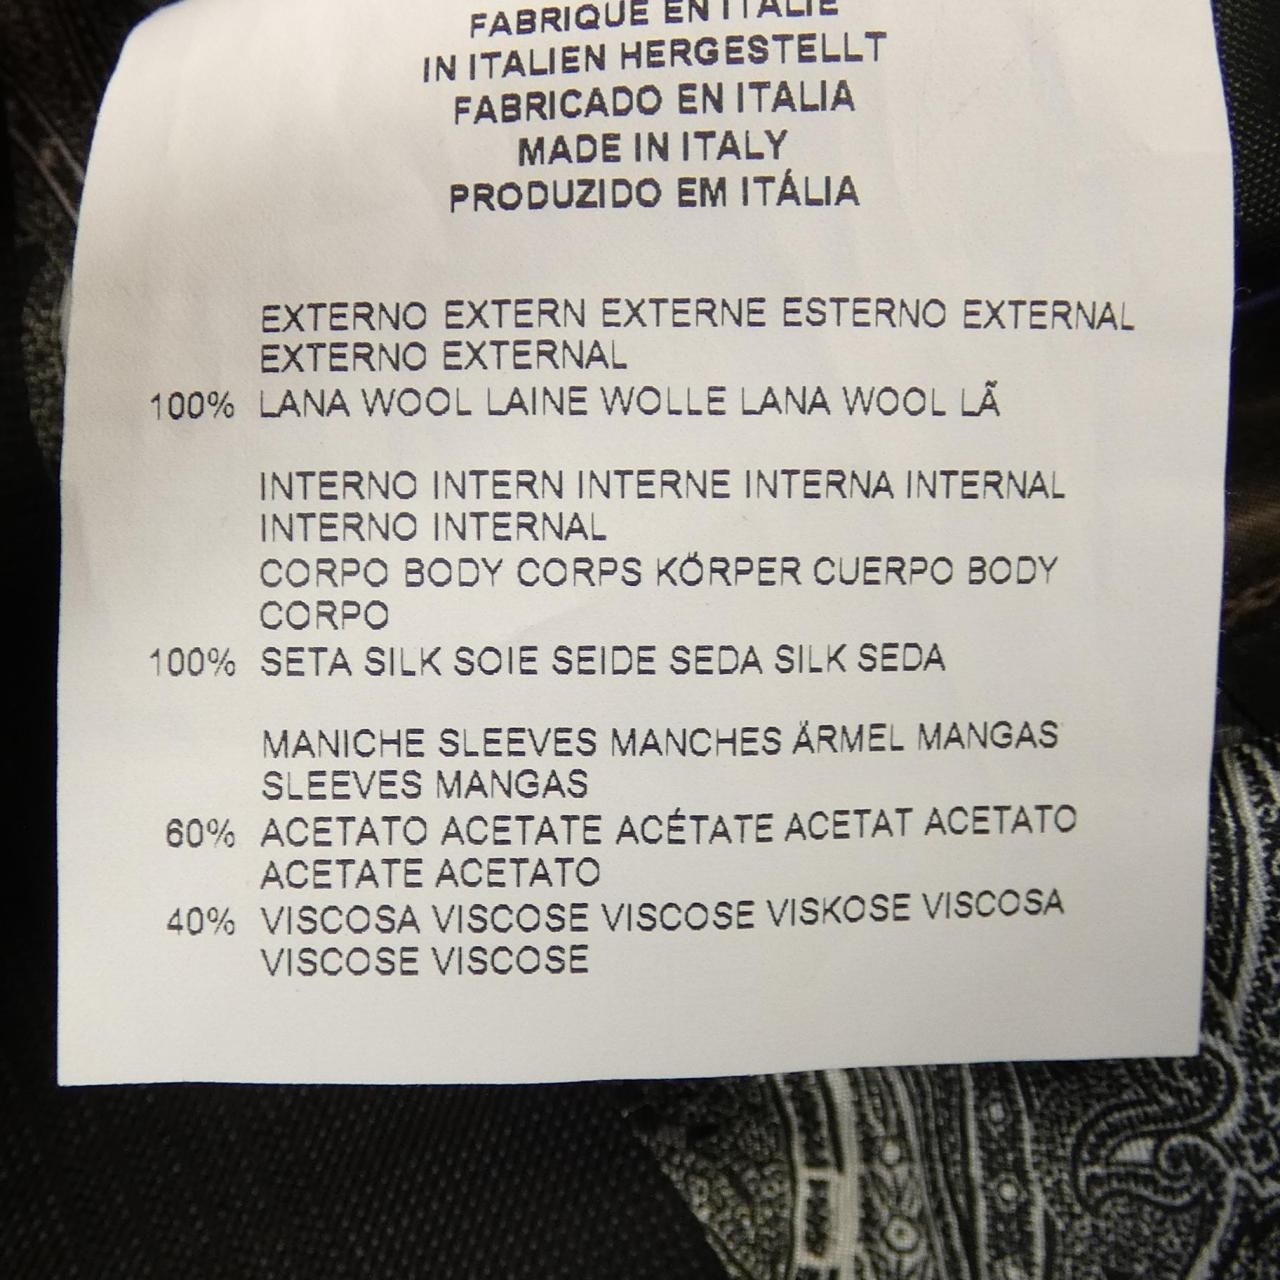 FABRIQUE EN ITALIE
IN ITALIEN HERGESTELLT
FABRICADO EN ITALIA
MADE IN ITALY
PRODUZIDO EM ITÁLIA
EXTERNO EXTERN EXTERNE ESTERNO EXTERNAL
EXTERNO EXTERNAL
100% LANA WOOL LAINE WOLLE LANA WOOL LÃ
INTERNO INTERN INTERNE INTERNA INTERNAL
INTERNO INTERNAL
CORPO BODY CORPS KÖRPER CUERPO BODY
CORPO
100% SETA SILK SOIE SEIDE SEDA SILK SEDA
MANICHE SLEEVES MANCHES ÄRMEL MANGAS
SLEEVES MANGAS
60% ACETATO ACETATE ACÉTATE ACETAT ACETATO
ACETATE ACETATO
40% VISCOSA VISCOSE VISCOSE VISKOSE VISCOSA
VISCOSE VISCOSE